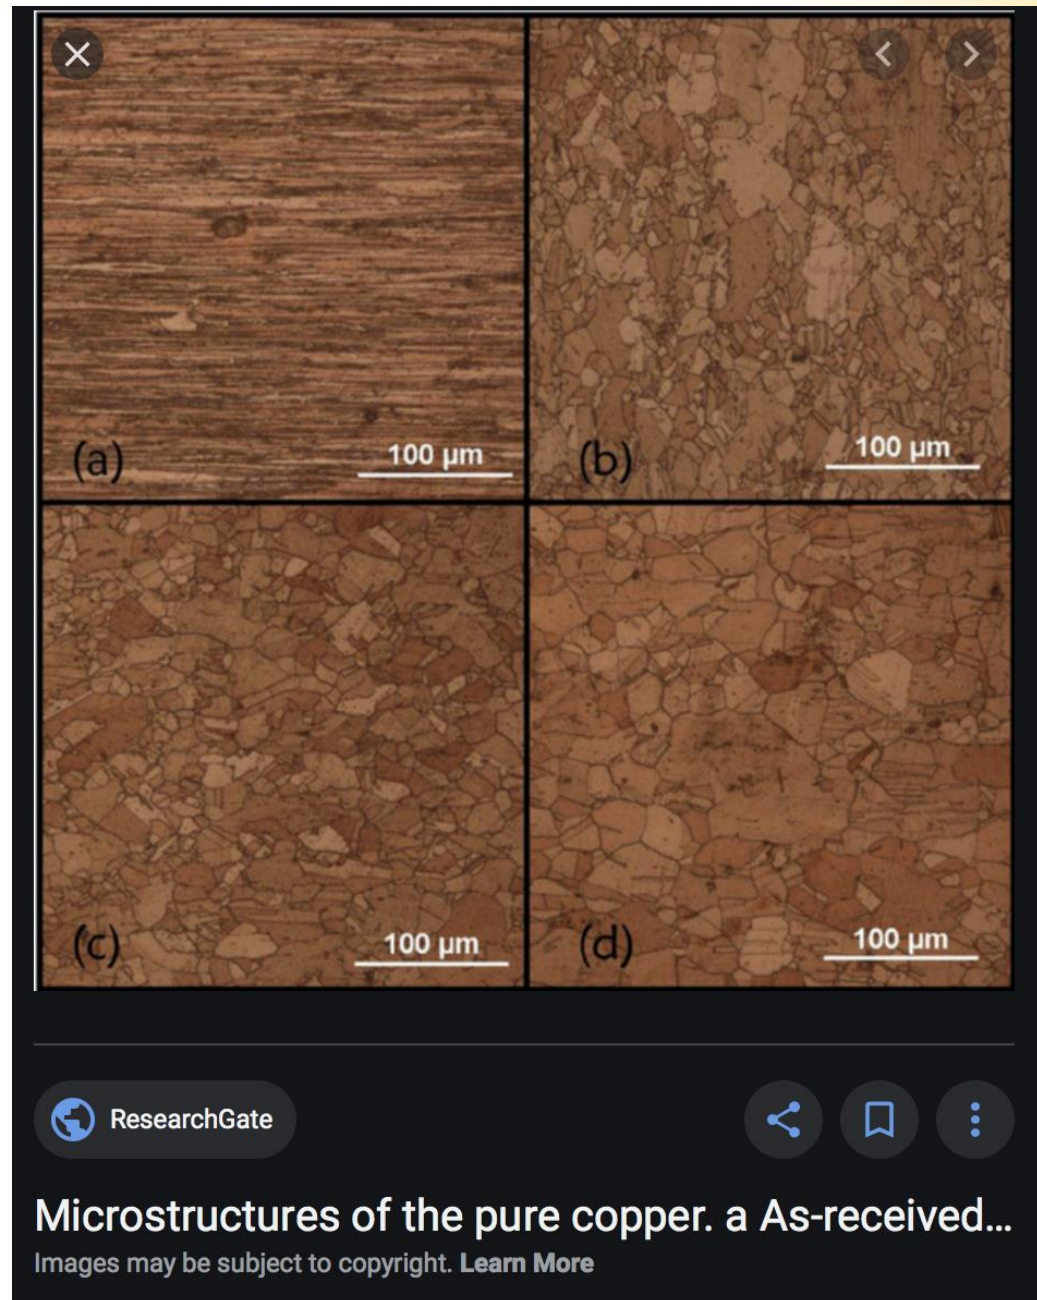 (a)
100 µm
(b)
100 µm
(c)
100 µm
(d)
100 µm
ResearchGate
Microstructures of the pure copper. a As-received...
Images may be subject to copyright. Learn More